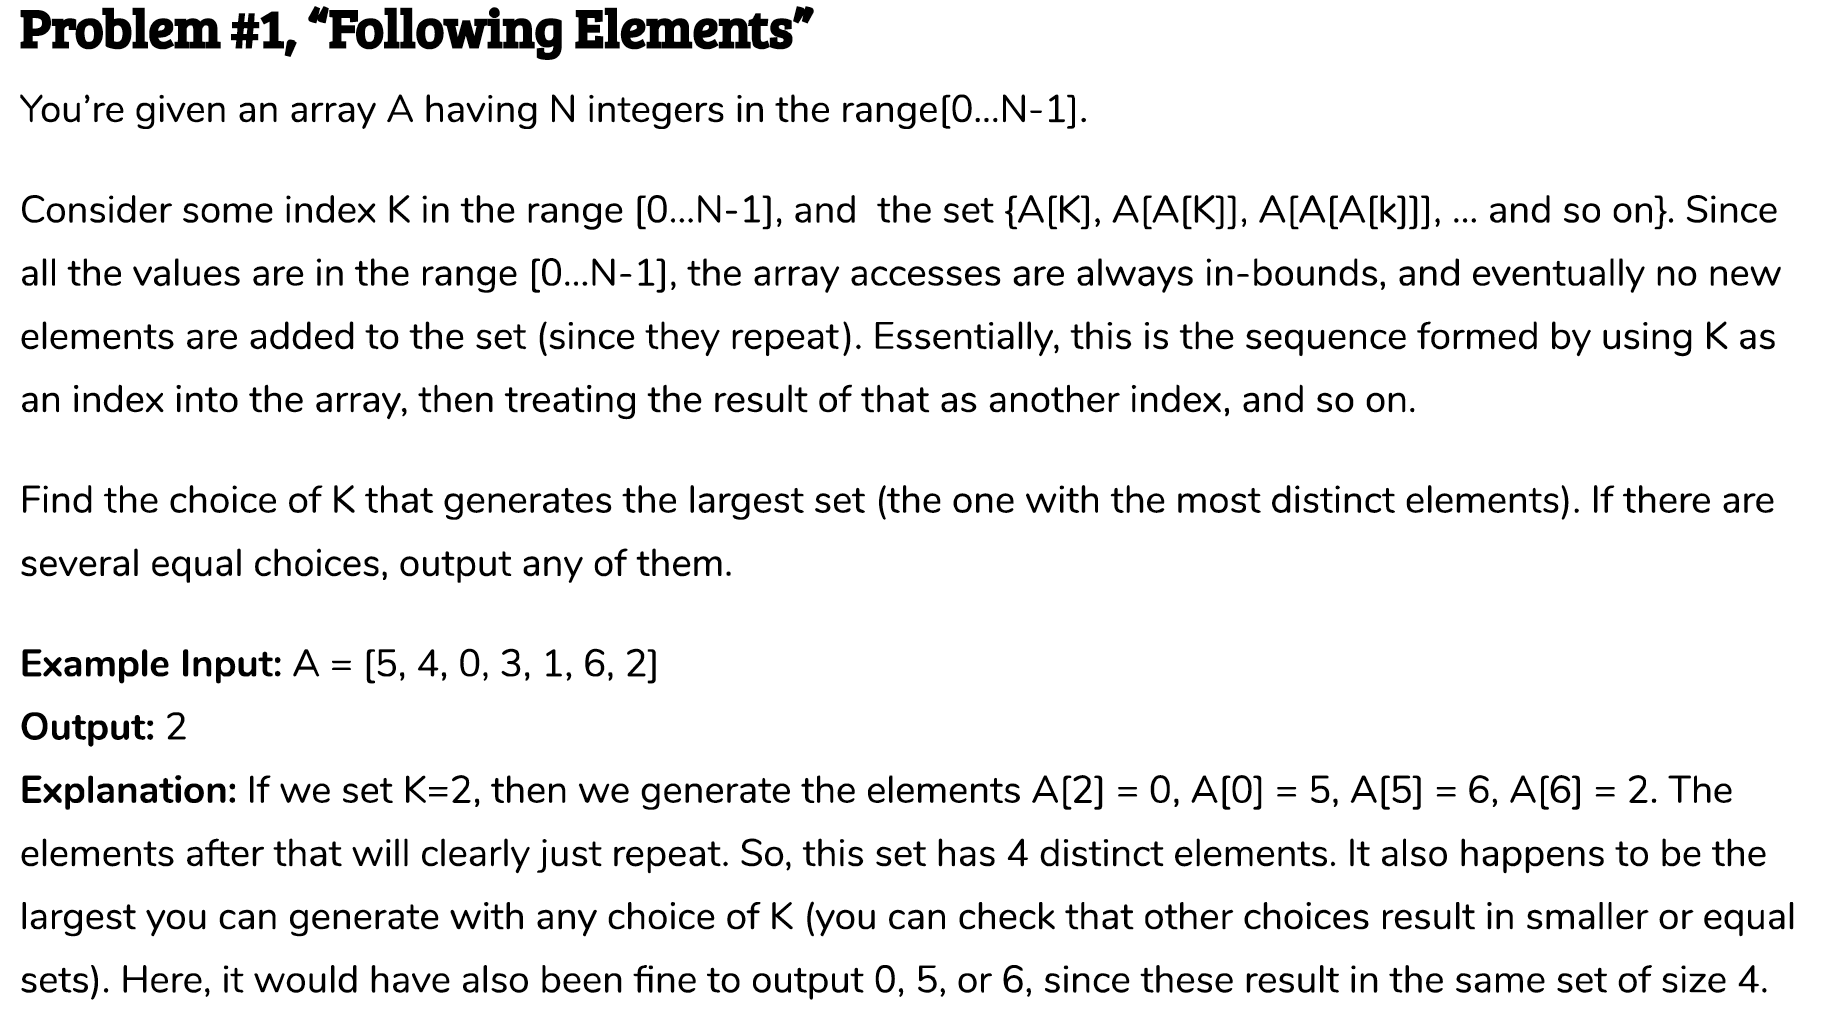 Problem #1, “Following Elements”
You’re given an array A having N integers in the range[0...N-1].
Consider some index K in the range [0...N-1], and the set {A[K], A[A[K]], A[A[A[k]]], ... and so on}. Since
all the values are in the range [0...N-1], the array accesses are always in-bounds, and eventually no new
elements are added to the set (since they repeat). Essentially, this is the sequence formed by using K as
an index into the array, then treating the result of that as another index, and so on.
Find the choice of K that generates the largest set (the one with the most distinct elements). If there are
several equal choices, output any of them.
Example Input: A = [5, 4, 0, 3, 1, 6, 2]
Output: 2
Explanation: If we set K=2, then we generate the elements A[2] = 0, A[0] = 5, A[5] = 6, A[6] = 2. The
elements after that will clearly just repeat. So, this set has 4 distinct elements. It also happens to be the
largest you can generate with any choice of K (you can check that other choices result in smaller or equal
sets). Here, it would have also been fine to output 0, 5, or 6, since these result in the same set of size 4.